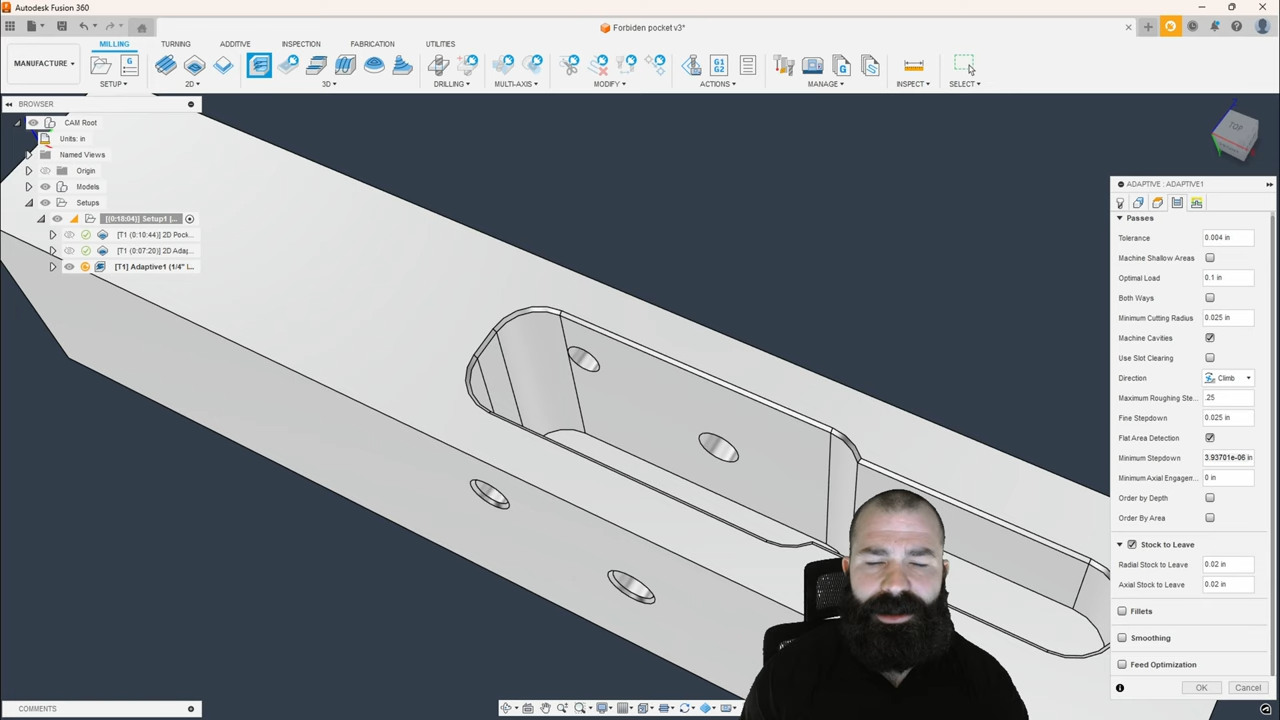 Autodesk Fusion 360
Forbiden pocket v3*
MILLING TURNING ADDITIVE INSPECTION FABRICATION UTILITIES
MANUFACTURE
SETUP 2D 3D DRILLING MULTI-AXIS MODIFY ACTIONS MANAGE INSPECT SELECT
G1
G2
BROWSER
CAM Root
Units: in
Named Views
Origin
Models
Setups
[(0:18:04)] Setup1 [...
[T1 (0:10:44)] 2D Pock...
[T1 (0:07:20)] 2D Adap...
[T1] Adaptive1 (1/4" I...
TOP
ADAPTIVE : ADAPTIVE1
Passes
Tolerance 0.004 in
Machine Shallow Areas
Optimal Load 0.1 in
Both Ways
Minimum Cutting Radius 0.025 in
Machine Cavities
Use Slot Clearing
Direction Climb
Maximum Roughing Ste... .25
Fine Stepdown 0.025 in
Flat Area Detection
Minimum Stepdown 3.93701e-06 in
Minimum Axial Engagem... 0 in
Order by Depth
Order By Area
Stock to Leave
Radial Stock to Leave 0.02 in
Axial Stock to Leave 0.02 in
Fillets
Smoothing
Feed Optimization
OK Cancel
COMMENTS